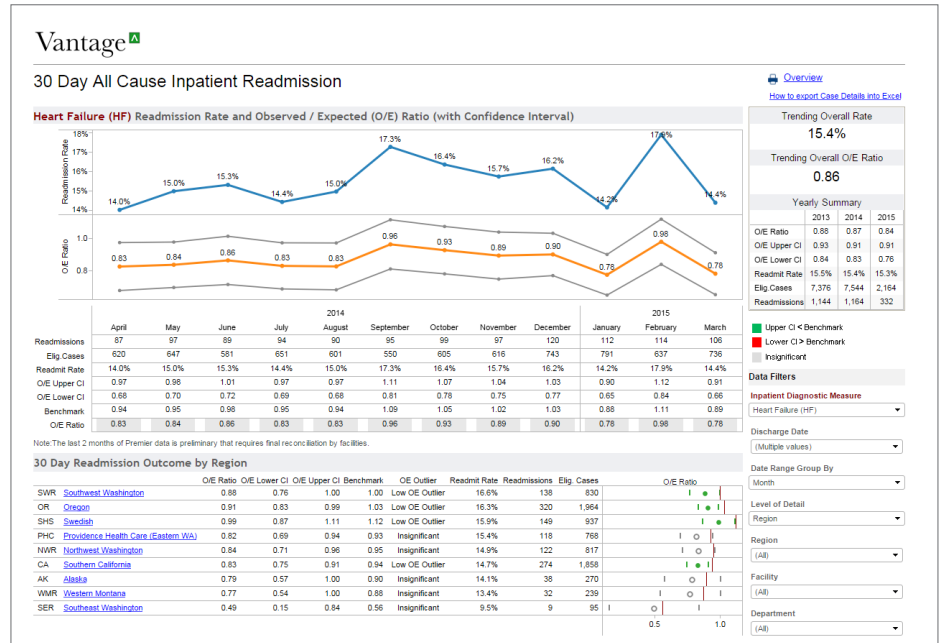 Vantage
30 Day All Cause Inpatient Readmission
Overview
How to export Case Details into Excel
Heart Failure (HF) Readmission Rate and Observed / Expected (O/E) Ratio (with Confidence Interval)
Readmission Rate
18%
17%
16%
15%
14%
14.0% 15.0% 15.3% 14.4% 15.0% 17.3% 16.4% 15.7% 16.2% 14.2% 17.9% 14.4%
O/E Ratio
1.0
0.8
0.83 0.84 0.86 0.83 0.83 0.96 0.93 0.89 0.90 0.78 0.98 0.78
2014 2015
April May June July August September October November December January February March
Readmissions 87 97 89 94 90 95 99 97 120 112 114 106
Elig.Cases 620 647 581 651 601 550 605 616 743 791 637 736
Readmit Rate 14.0% 15.0% 15.3% 14.4% 15.0% 17.3% 16.4% 15.7% 16.2% 14.2% 17.9% 14.4%
O/E Upper CI 0.97 0.98 1.01 0.97 0.97 1.11 1.07 1.04 1.03 0.90 1.12 0.91
O/E Lower CI 0.68 0.70 0.72 0.69 0.68 0.81 0.78 0.75 0.77 0.65 0.84 0.66
Benchmark 0.94 0.95 0.98 0.95 0.94 1.09 1.05 1.02 1.03 0.88 1.11 0.89
O/E Ratio 0.83 0.84 0.86 0.83 0.83 0.96 0.93 0.89 0.90 0.78 0.98 0.78
Note:The last 2 months of Premier data is preliminary that requires final reconciliation by facilities.
30 Day Readmission Outcome by Region
O/E Ratio O/E Lower CI O/E Upper CI Benchmark OE Outlier Readmit Rate Readmissions Elig. Cases O/E Ratio
SWR Southwest Washington 0.88 0.76 1.00 1.00 Low OE Outlier 16.6% 138 830
OR Oregon 0.91 0.83 0.99 1.03 Low OE Outlier 16.3% 320 1,964
SHS Swedish 0.99 0.87 1.11 1.12 Low OE Outlier 15.9% 149 937
PHC Providence Health Care (Eastern WA) 0.82 0.69 0.94 0.93 Insignificant 15.4% 118 768
NWR Northwest Washington 0.84 0.71 0.96 0.95 Insignificant 14.9% 122 817
CA Southern California 0.83 0.75 0.91 0.94 Low OE Outlier 14.7% 274 1,858
AK Alaska 0.79 0.57 1.00 0.90 Insignificant 14.1% 38 270
WMR Western Montana 0.77 0.54 1.00 0.88 Insignificant 13.4% 32 239
SER Southeast Washington 0.49 0.15 0.84 0.56 Insignificant 9.5% 9 95
0.5 1.0
Trending Overall Rate
15.4%
Trending Overall O/E Ratio
0.86
Yearly Summary
2013 2014 2015
O/E Ratio 0.88 0.87 0.84
O/E Upper CI 0.93 0.91 0.91
O/E Lower CI 0.84 0.83 0.76
Readmit Rate 15.5% 15.4% 15.3%
Elig.Cases 7,376 7,544 2,164
Readmissions 1,144 1,164 332
Upper CI < Benchmark
Lower CI > Benchmark
Insignificant
Data Filters
Inpatient Diagnostic Measure
Heart Failure (HF)
Discharge Date
(Multiple values)
Date Range Group By
Month
Level of Detail
Region
Region
(All)
Facility
(All)
Department
(All)